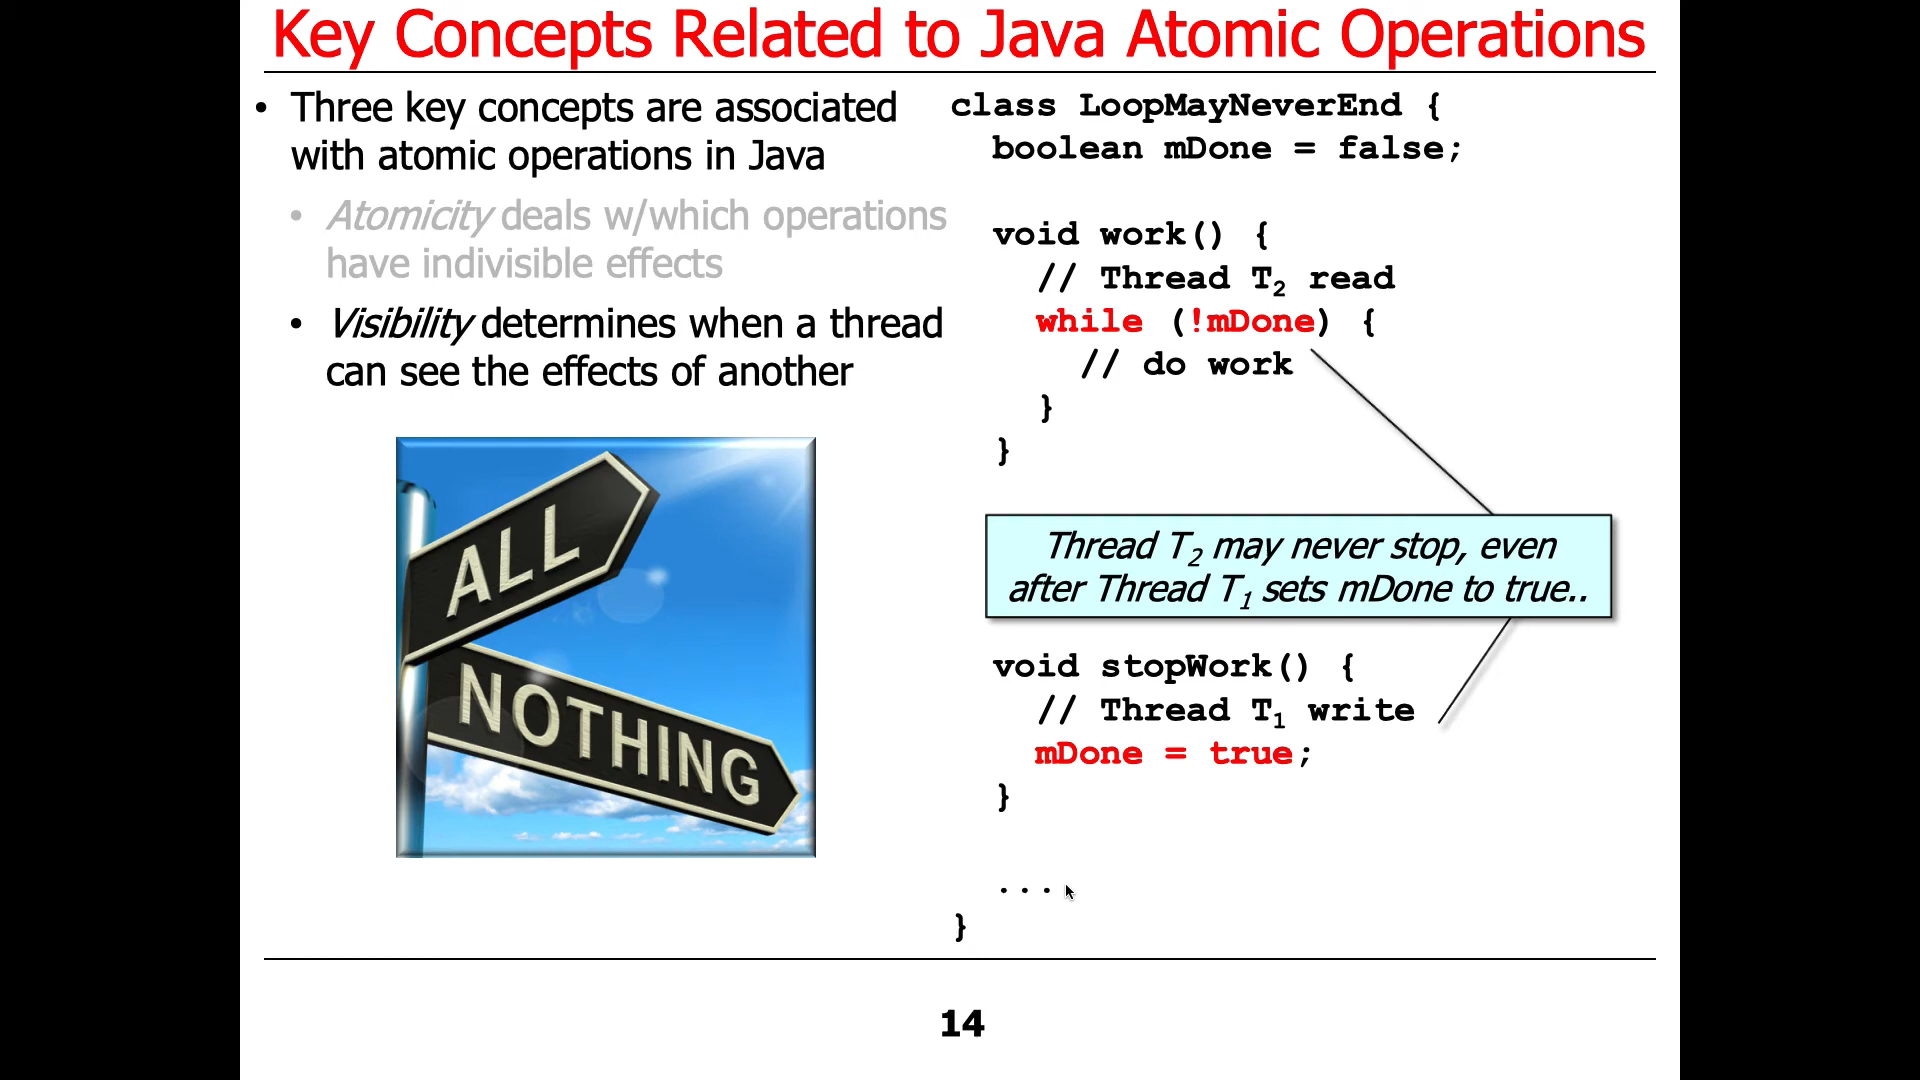 Key Concepts Related to Java Atomic Operations
• Three key concepts are associated
with atomic operations in Java
• Atomicity deals w/which operations
have indivisible effects
• Visibility determines when a thread
can see the effects of another
ALL
NOTHING
class LoopMayNeverEnd {
boolean mDone = false;
void work() {
// Thread T2 read
while (!mDone) {
// do work
}
}
Thread T2 may never stop, even
after Thread T1 sets mDone to true..
void stopWork() {
// Thread T1 write
mDone = true;
}
...
}
14